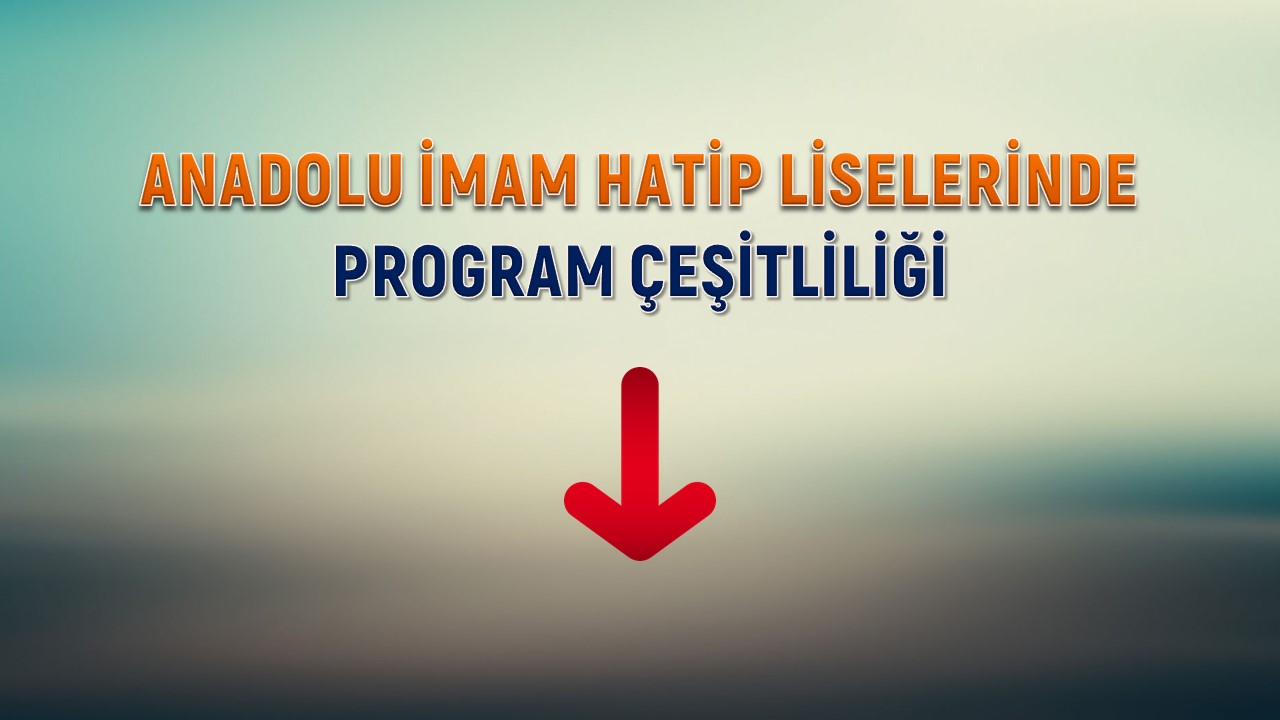 ANADOLU İMAM HATİP LİSELERİNDE
PROGRAM ÇEŞİTLİLİĞİ